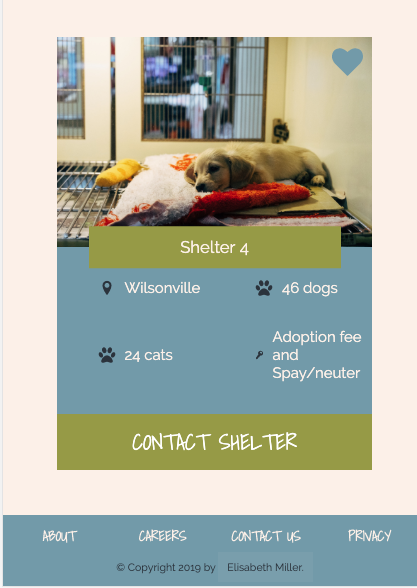 Shelter 4
Wilsonville
46 dogs
24 cats
Adoption fee
and
Spay/neuter
CONTACT SHELTER
ABOUT
CAREERS
CONTACT US
PRIVACY
© Copyright 2019 by Elisabeth Miller.